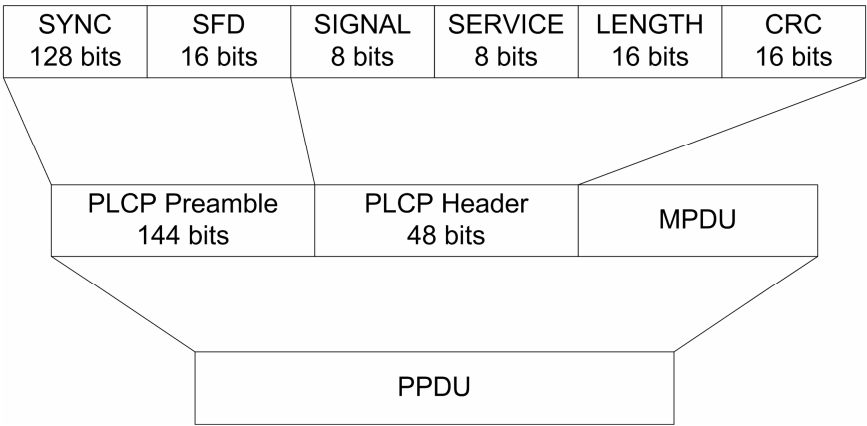 SYNC
128 bits
SFD
16 bits
SIGNAL
8 bits
SERVICE
8 bits
LENGTH
16 bits
CRC
16 bits
PLCP Preamble
144 bits
PLCP Header
48 bits
MPDU
PPDU